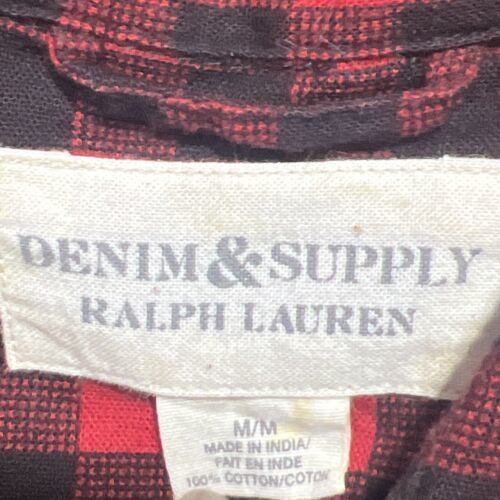 DENIM & SUPPLY
RALPH LAUREN
M/M
MADE IN INDIA/
FAIT EN INDE
100% COTTON/COTON